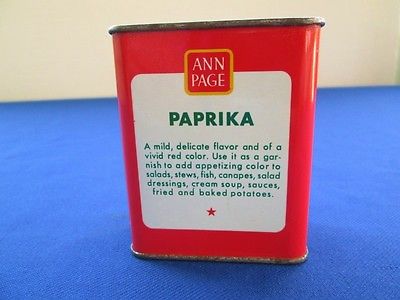 ANN
PAGE
PAPRIKA
A mild, delicate flavor and of a
vivid red color. Use it as a gar-
nish to add appetizing color to
salads, stews, fish, canapes, salad
dressings, cream soup, sauces,
fried and baked potatoes.